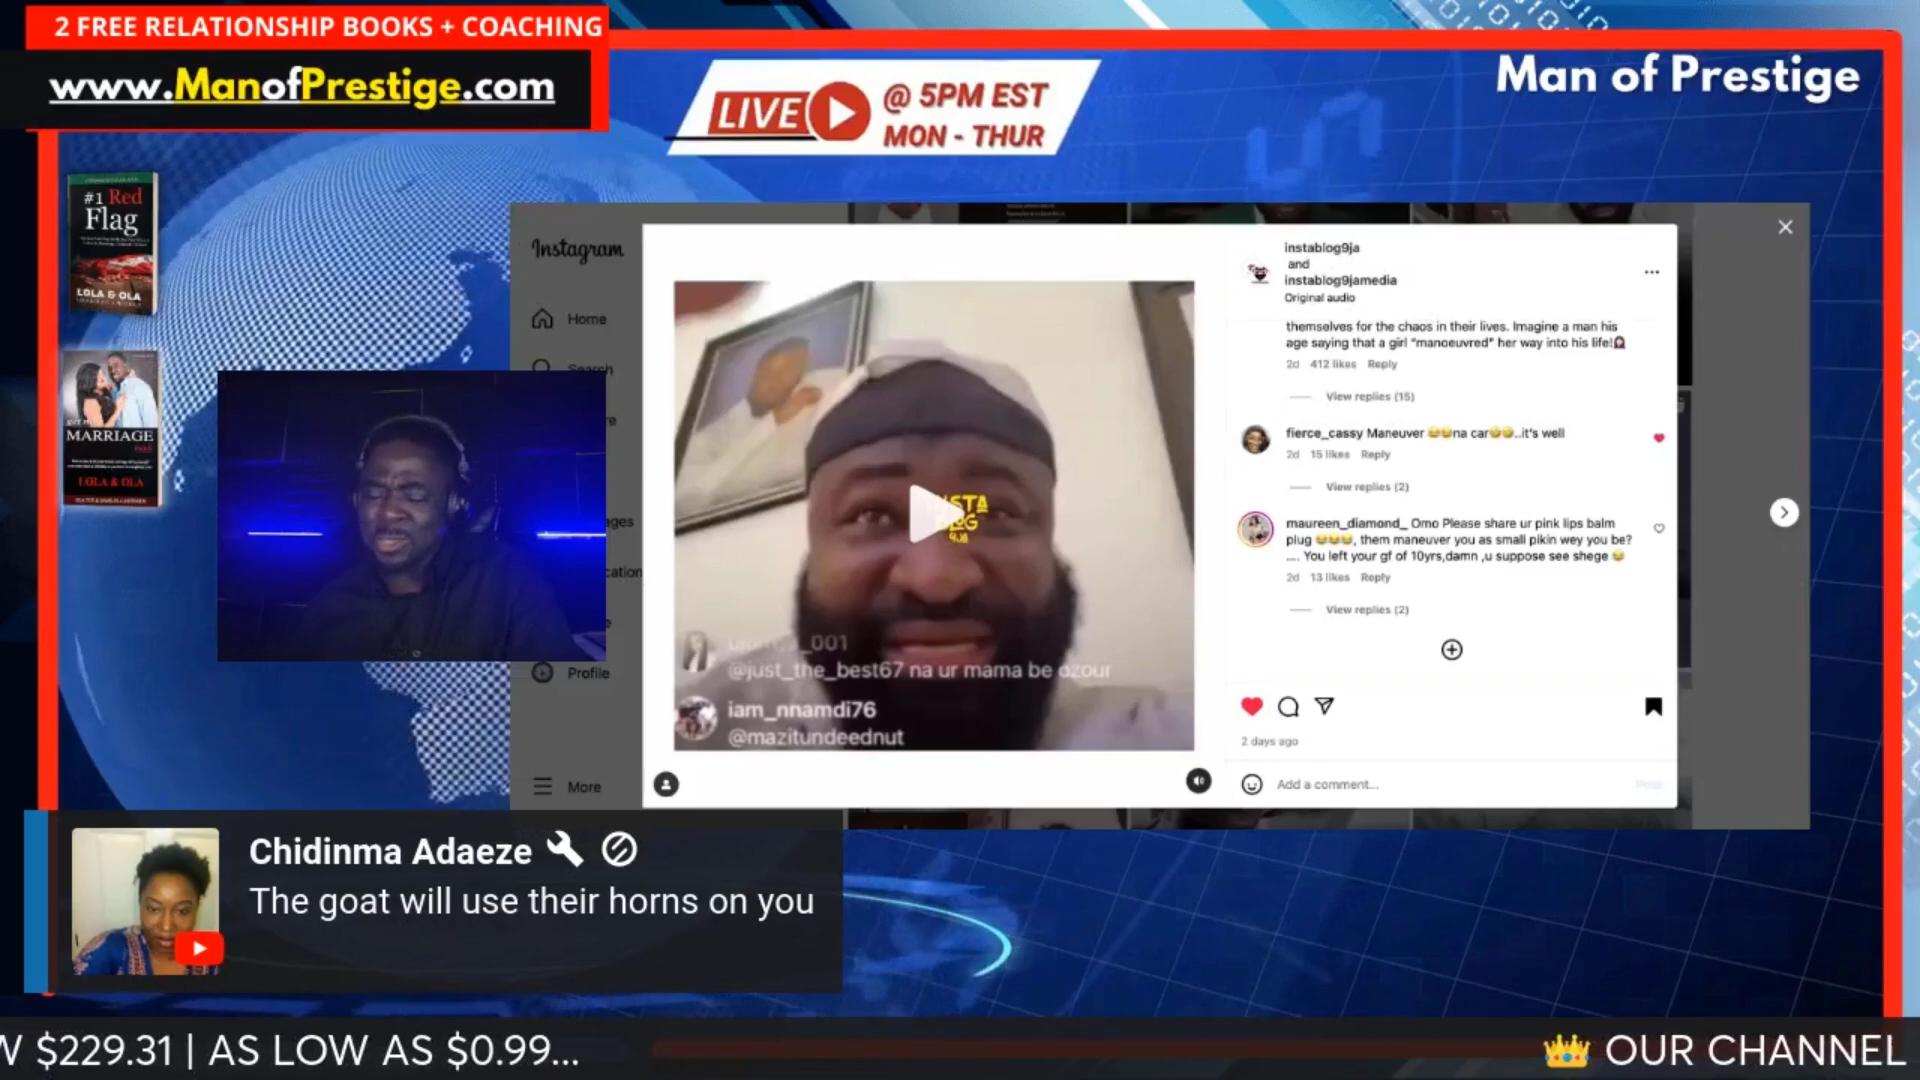 2 FREE RELATIONSHIP BOOKS + COACHING
www.ManofPrestige.com
LIVE
@ 5PM EST
MON - THUR
Man of Prestige
#1 Red
Flag
LOLA & OLA
MARRIAGE
LOLA & OLA
Instagram
Home
Search
Profile
More
INSTA
BLOG
9JA
_001
@just_the_best67 na ur mama be ozour
iam_nnamdi76
@mazitundeednut
instablog9ja
and
instablog9jamedia
Original audio
themselves for the chaos in their lives. Imagine a man his
age saying that a girl "manoeuvred" her way into his life!🤦🏽‍♀️
2d 412 likes Reply
View replies (15)
fierce_cassy Maneuver 😂😂na car😂😂..it's well
2d 15 likes Reply
View replies (2)
maureen_diamond_ Omo Please share ur pink lips balm
plug 😂😂😂, them maneuver you as small pikin wey you be?
.... You left your gf of 10yrs,damn ,u suppose see shege 😂
2d 13 likes Reply
View replies (2)
2 days ago
Add a comment...
Post
Chidinma Adaeze
The goat will use their horns on you
W $229.31 | AS LOW AS $0.99...
👑 OUR CHANNEL